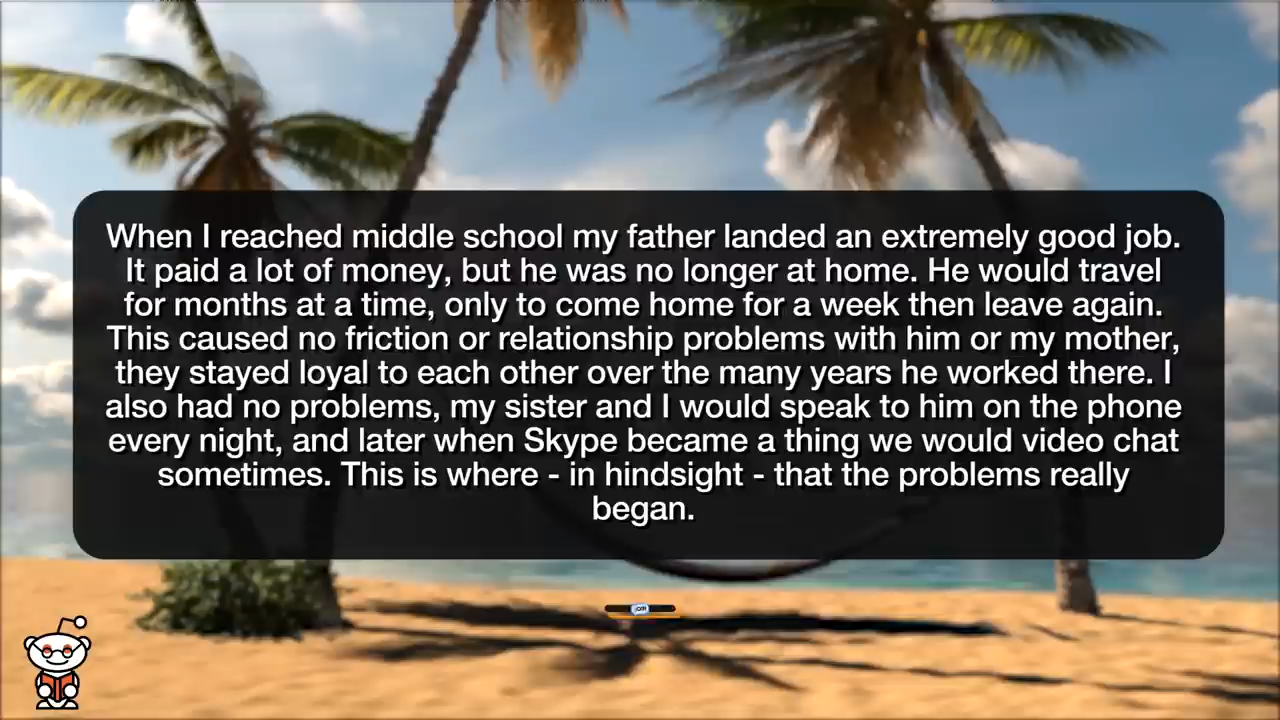 When I reached middle school my father landed an extremely good job.
It paid a lot of money, but he was no longer at home. He would travel
for months at a time, only to come home for a week then leave again.
This caused no friction or relationship problems with him or my mother,
they stayed loyal to each other over the many years he worked there. I
also had no problems, my sister and I would speak to him on the phone
every night, and later when Skype became a thing we would video chat
sometimes. This is where - in hindsight - that the problems really
began.